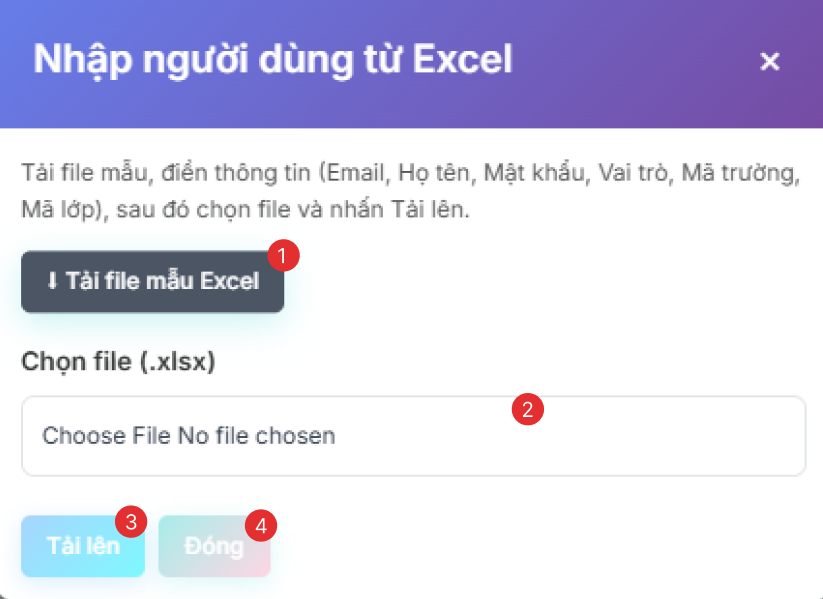 Nhập người dùng từ Excel
×
Tải file mẫu, điền thông tin (Email, Họ tên, Mật khẩu, Vai trò, Mã trường,
Mã lớp), sau đó chọn file và nhấn Tải lên.
1
⬇ Tải file mẫu Excel
Chọn file (.xlsx)
2
Choose File No file chosen
3
4
Tải lên
Đóng